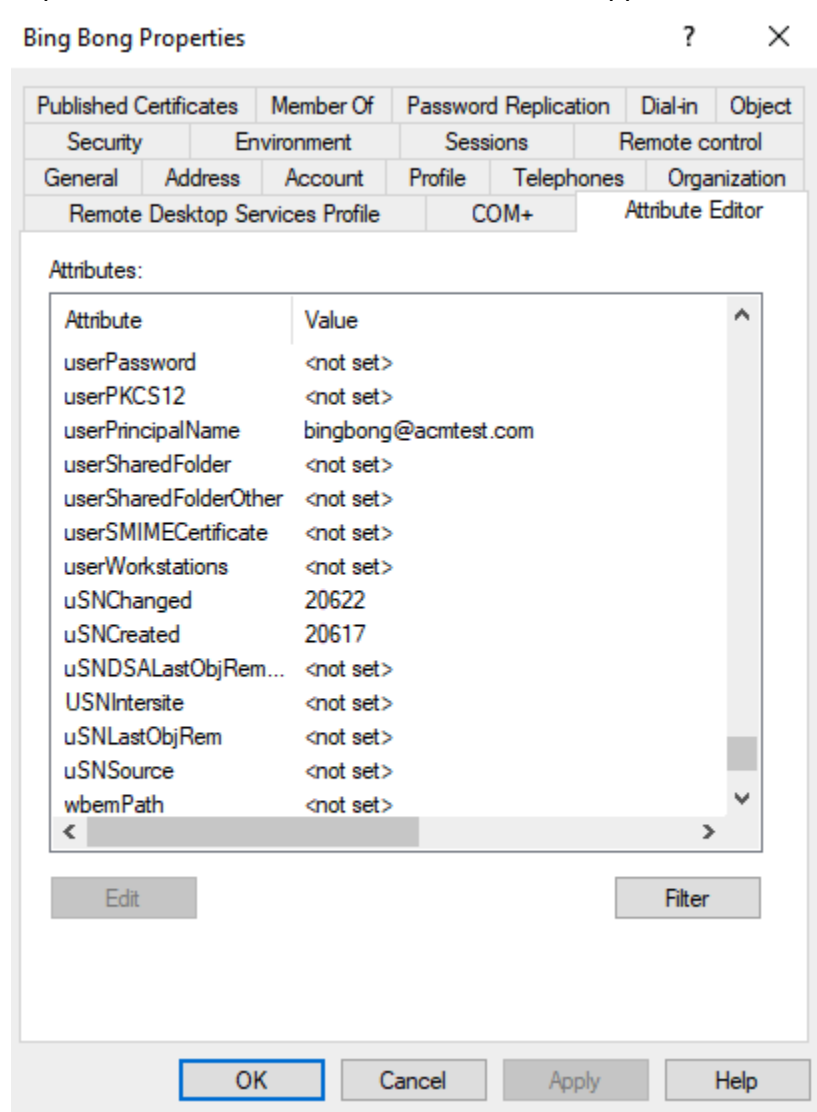 Bing Bong Properties ? ×
Published Certificates Member Of Password Replication Dial-in Object
Security Environment Sessions Remote control
General Address Account Profile Telephones Organization
Remote Desktop Services Profile COM+ Attribute Editor
Attributes:
Attribute Value
userPassword <not set>
userPKCS12 <not set>
userPrincipalName bingbong@acmtest.com
userSharedFolder <not set>
userSharedFolderOther <not set>
userSMIMECertificate <not set>
userWorkstations <not set>
uSNChanged 20622
uSNCreated 20617
uSNDSALastObjRem... <not set>
USNIntersite <not set>
uSNLastObjRem <not set>
uSNSource <not set>
wbemPath <not set>
Edit Filter
OK Cancel Apply Help